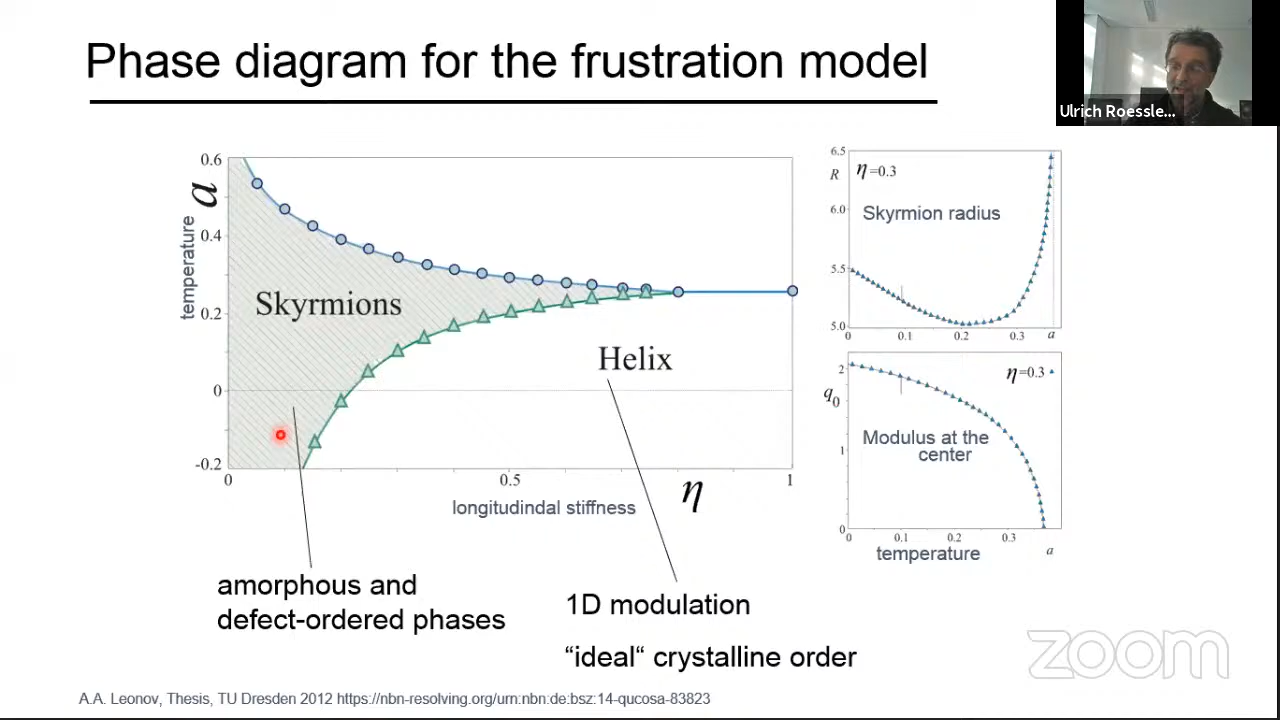 Phase diagram for the frustration model
Ulrich Roessle...
0.6
0.4
0.2
0
-0.2
a
temperature
Skyrmions
Helix
0
0.5
1
η
longitudindal stiffness
6.5
R
6.0
5.5
5.0
η=0.3
Skyrmion radius
0
0.1
0.2
0.3
a
2
q0
1
0
η=0.3
Modulus at the
center
0
0.1
0.2
0.3
a
temperature
amorphous and
defect-ordered phases
1D modulation
“ideal“ crystalline order
zoom
A.A. Leonov, Thesis, TU Dresden 2012 https://nbn-resolving.org/urn:nbn:de:bsz:14-qucosa-83823